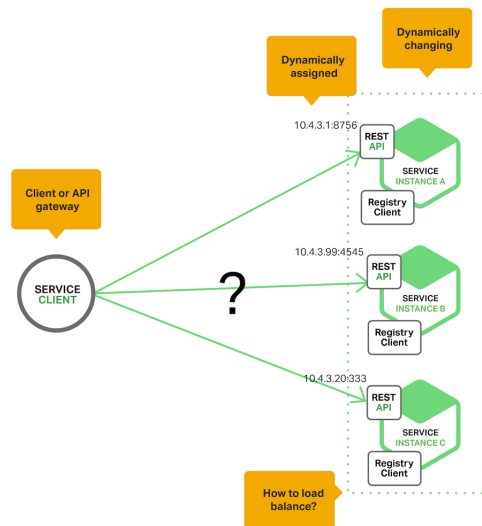 Dynamically
changing
Dynamically
assigned
10.4.3.1:8756
REST
API
SERVICE
INSTANCE A
Registry
Client
Client or API
gateway
10.4.3.99:4545
REST
API
SERVICE
INSTANCE B
Registry
Client
SERVICE
CLIENT
?
10.4.3.20:333
REST
API
SERVICE
INSTANCE C
Registry
Client
How to load
balance?